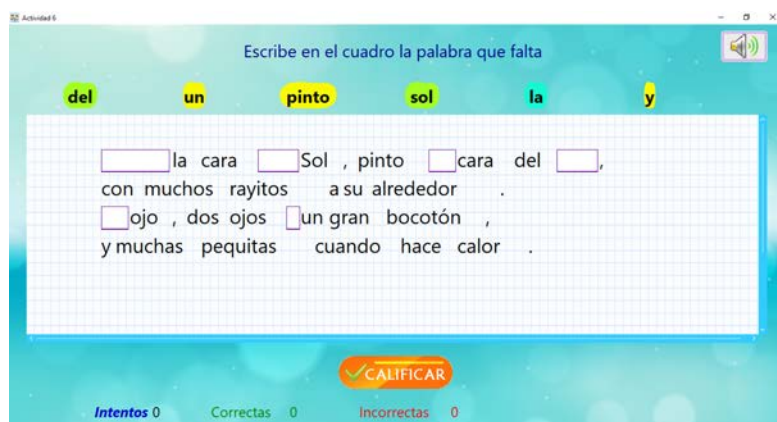 Actividad 6
Escribe en el cuadro la palabra que falta
del un pinto sol la y
la cara Sol , pinto cara del ,
con muchos rayitos a su alrededor .
ojo , dos ojos un gran bocotón ,
y muchas pequitas cuando hace calor .
CALIFICAR
Intentos 0 Correctas 0 Incorrectas 0